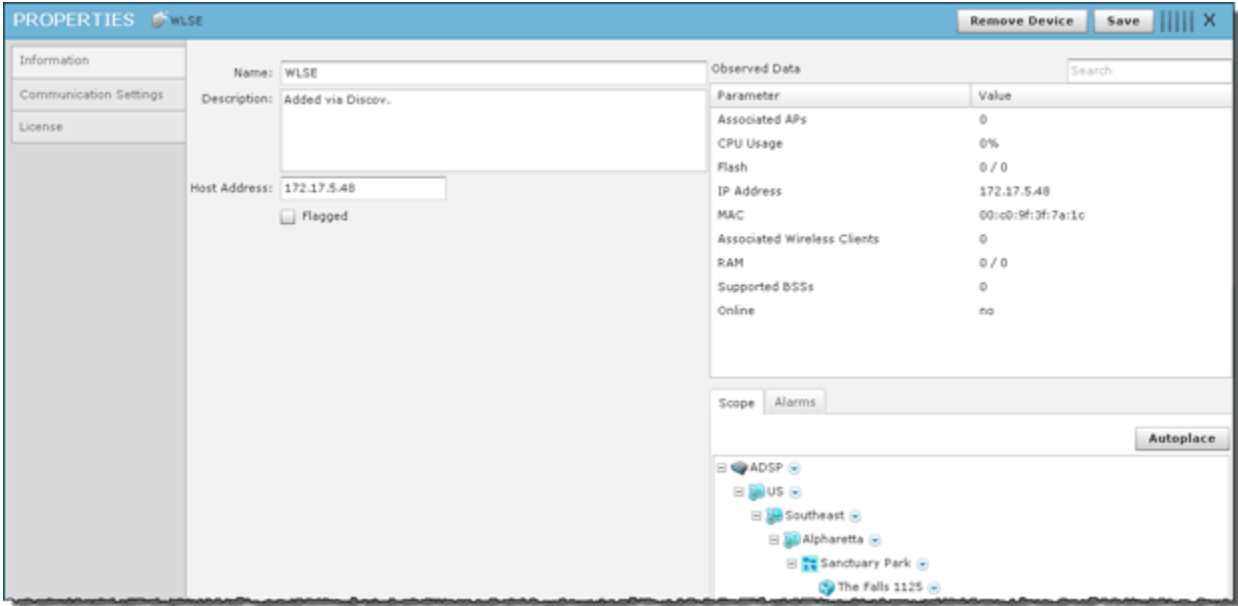 PROPERTIES WLSE
Remove Device Save X
Information
Communication Settings
License
Name: WLSE
Description: Added via Discov.
Host Address: 172.17.5.48
Flagged
Observed Data Search
Parameter Value
Associated APs 0
CPU Usage 0%
Flash 0 / 0
IP Address 172.17.5.48
MAC 00:c0:9f:3f:7a:1c
Associated Wireless Clients 0
RAM 0 / 0
Supported BSSs 0
Online no
Scope Alarms
Autoplace
ADSP
US
Southeast
Alpharetta
Sanctuary Park
The Falls 1125